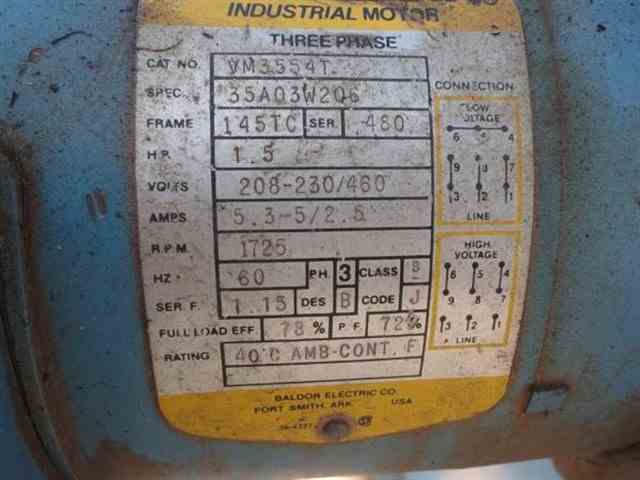 INDUSTRIAL MOTOR
THREE PHASE
CAT NO. VM3554T
SPEC. 35A03W206
FRAME 145TC SER. 480
H.P. 1.5
VOLTS 208-230/460
AMPS 5.3-5/2.5
R.P.M. 1725
HZ 60 PH. 3 CLASS
SER. F. 1.15 DES B CODE J
FULL LOAD EFF 78% P.F. 72%
RATING 40°C AMB-CONT. F
CONNECTION
LOW
VOLTAGE
6 5 4
9 8 7
3 2 1
LINE
HIGH
VOLTAGE
6 5 4
9 8 7
3 2 1
LINE
BALDOR ELECTRIC CO.
FORT SMITH, ARK. USA